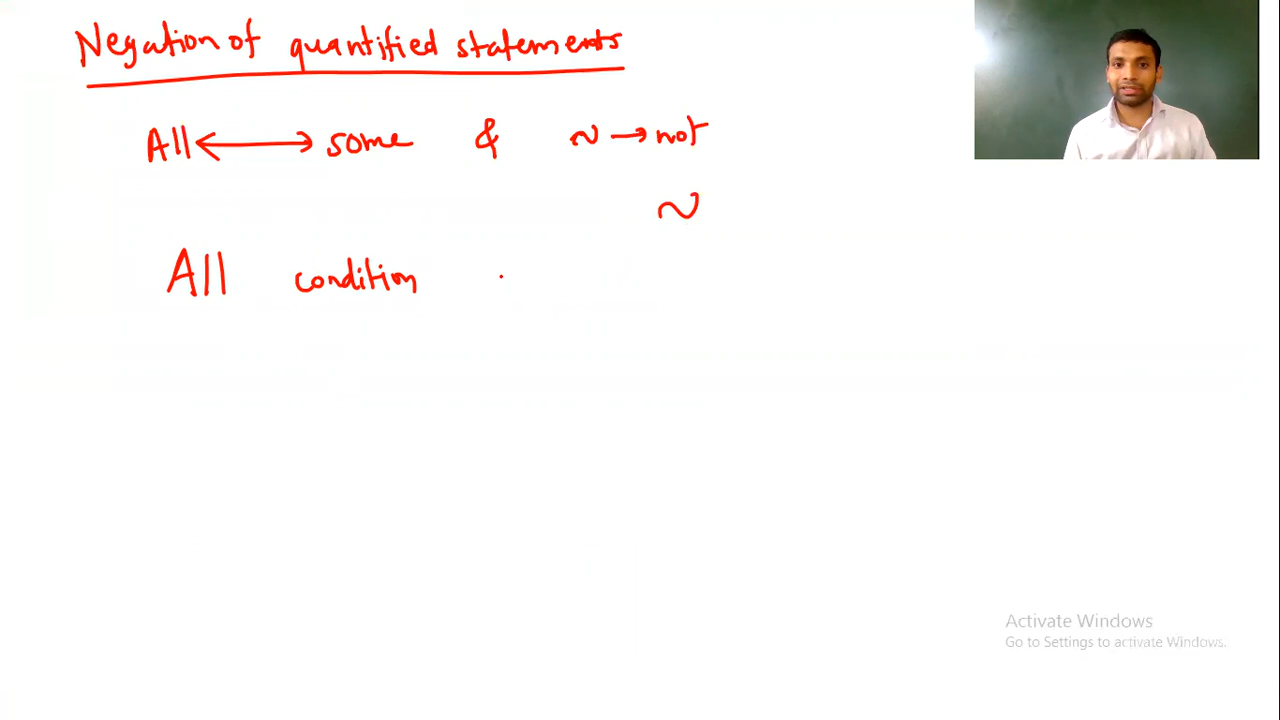 Negation of quantified statements
All ⟷ some & ~ → not
~
All condition
Activate Windows
Go to Settings to activate Windows.